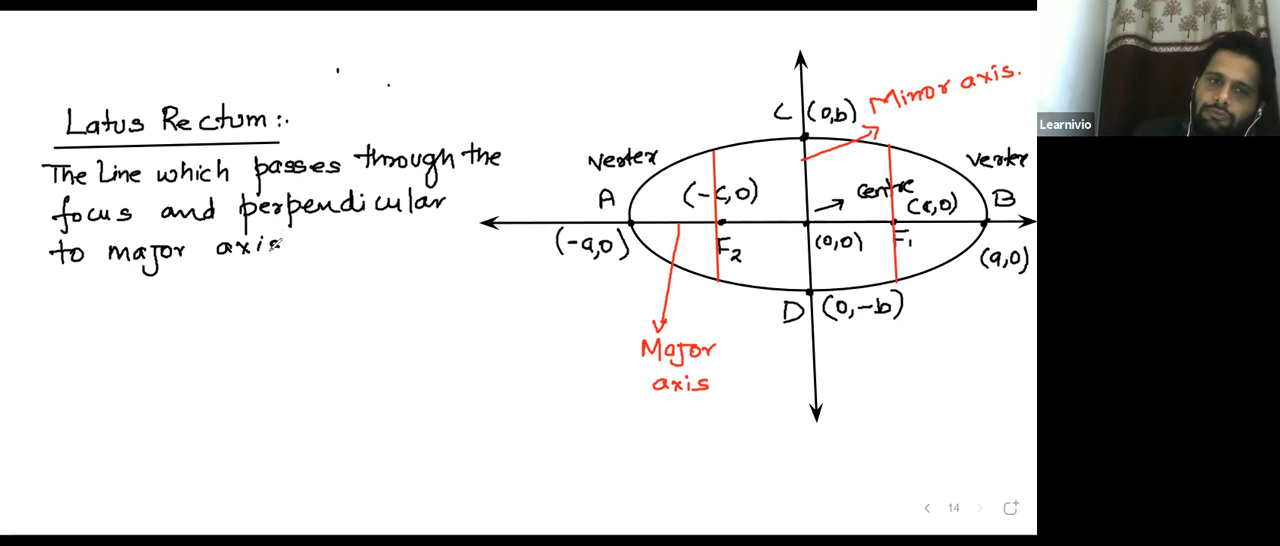 Latus Rectum:.
The Line which passes through the
focus and perpendicular
to major axis
Minor axis.
C (0,b)
Vertex
Vertex
A
(-c,0)
centre
(c,0)
B
(-a,0)
F2
(0,0)
F1
(a,0)
D (0,-b)
Major
axis
Learnivio
14